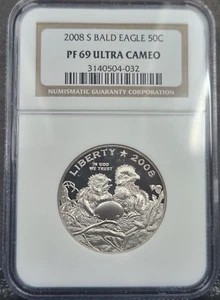 2008 S BALD EAGLE 50C
PF 69 ULTRA CAMEO
3140504-032
NUMISMATIC GUARANTY CORPORATION
LIBERTY ★ 2008
IN GOD
WE TRUST